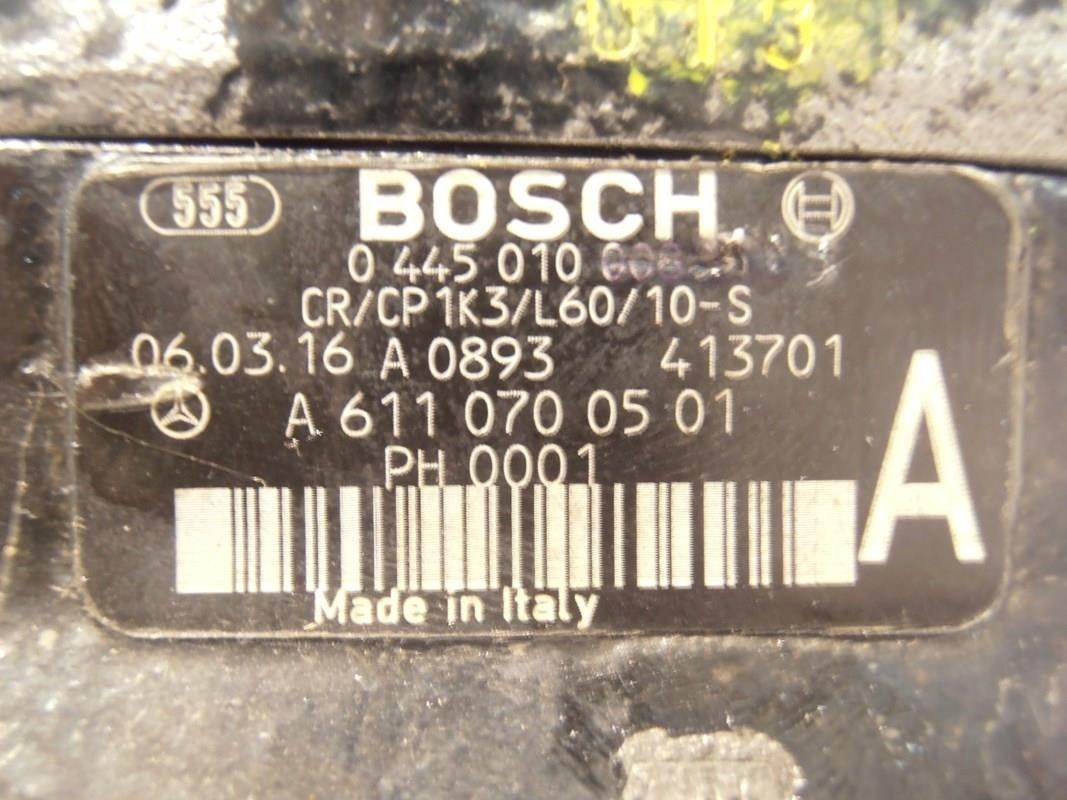 013
555 BOSCH
0 445 010
CR/CP1K3/L60/10-S
06.03.16 A 0893 413701
A 611 070 05 01
PH 0001
A
Made in Italy